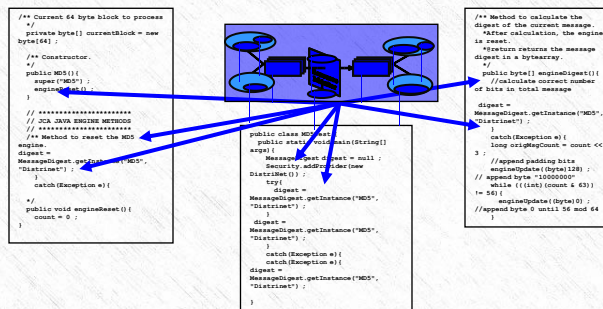 /** Current 64 byte block to process
*/
private byte[] currentBlock = new
byte[64] ;
/** Constructor.
*/
public MD5(){
super("MD5") ;
engineReset() ;
}
// ***********************
// JCA JAVA ENGINE METHODS
// ***********************
/** Method to reset the MD5
engine.
digest =
MessageDigest.getInstance("MD5",
"Distrinet") ;
}
catch(Exception e){
*/
public void engineReset(){
count = 0 ;
}
public class MD5Test{
public static void main(String[]
args){
MessageDigest digest = null ;
Security.addProvider(new
DistriNet()) ;
try{
digest =
MessageDigest.getInstance("MD5",
"Distrinet") ;
}
digest =
MessageDigest.getInstance("MD5",
"Distrinet") ;
}
catch(Exception e){
catch(Exception e){
digest =
MessageDigest.getInstance("MD5",
"Distrinet") ;
}
/** Method to calculate the
digest of the current message.
*After calculation, the engine
is reset.
*@return returns the message
digest in a bytearray.
*/
public byte[] engineDigest(){
//calculate correct number
of bits in total message
digest =
MessageDigest.getInstance("MD5",
"Distrinet") ;
}
catch(Exception e){
long origMsgCount = count <<
3 ;
//append padding bits
engineUpdate((byte)128) ;
// append byte "10000000"
while (((int)(count & 63))
!= 56){
engineUpdate((byte)0) ;
//append byte 0 until 56 mod 64
}